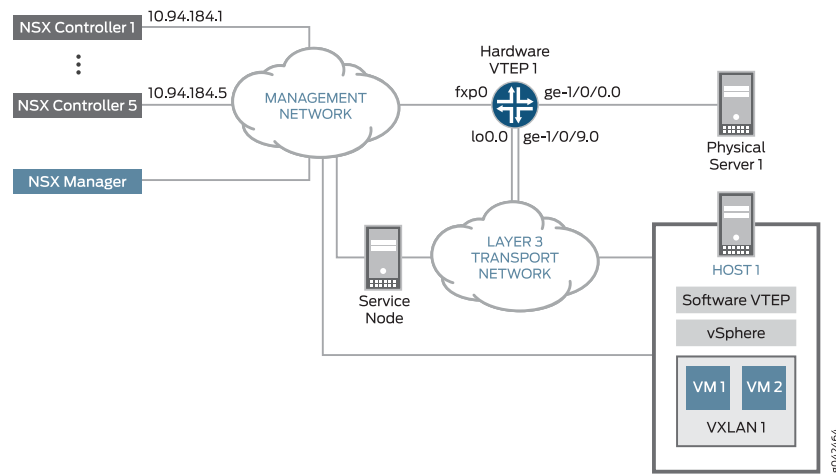 NSX Controller 1
10.94.184.1
NSX Controller 5
10.94.184.5
NSX Manager
MANAGEMENT
NETWORK
Hardware
VTEP 1
fxp0
ge-1/0/0.0
lo0.0
ge-1/0/9.0
Physical
Server 1
LAYER 3
TRANSPORT
NETWORK
Service
Node
HOST 1
Software VTEP
vSphere
VM 1
VM 2
VXLAN 1
g042464